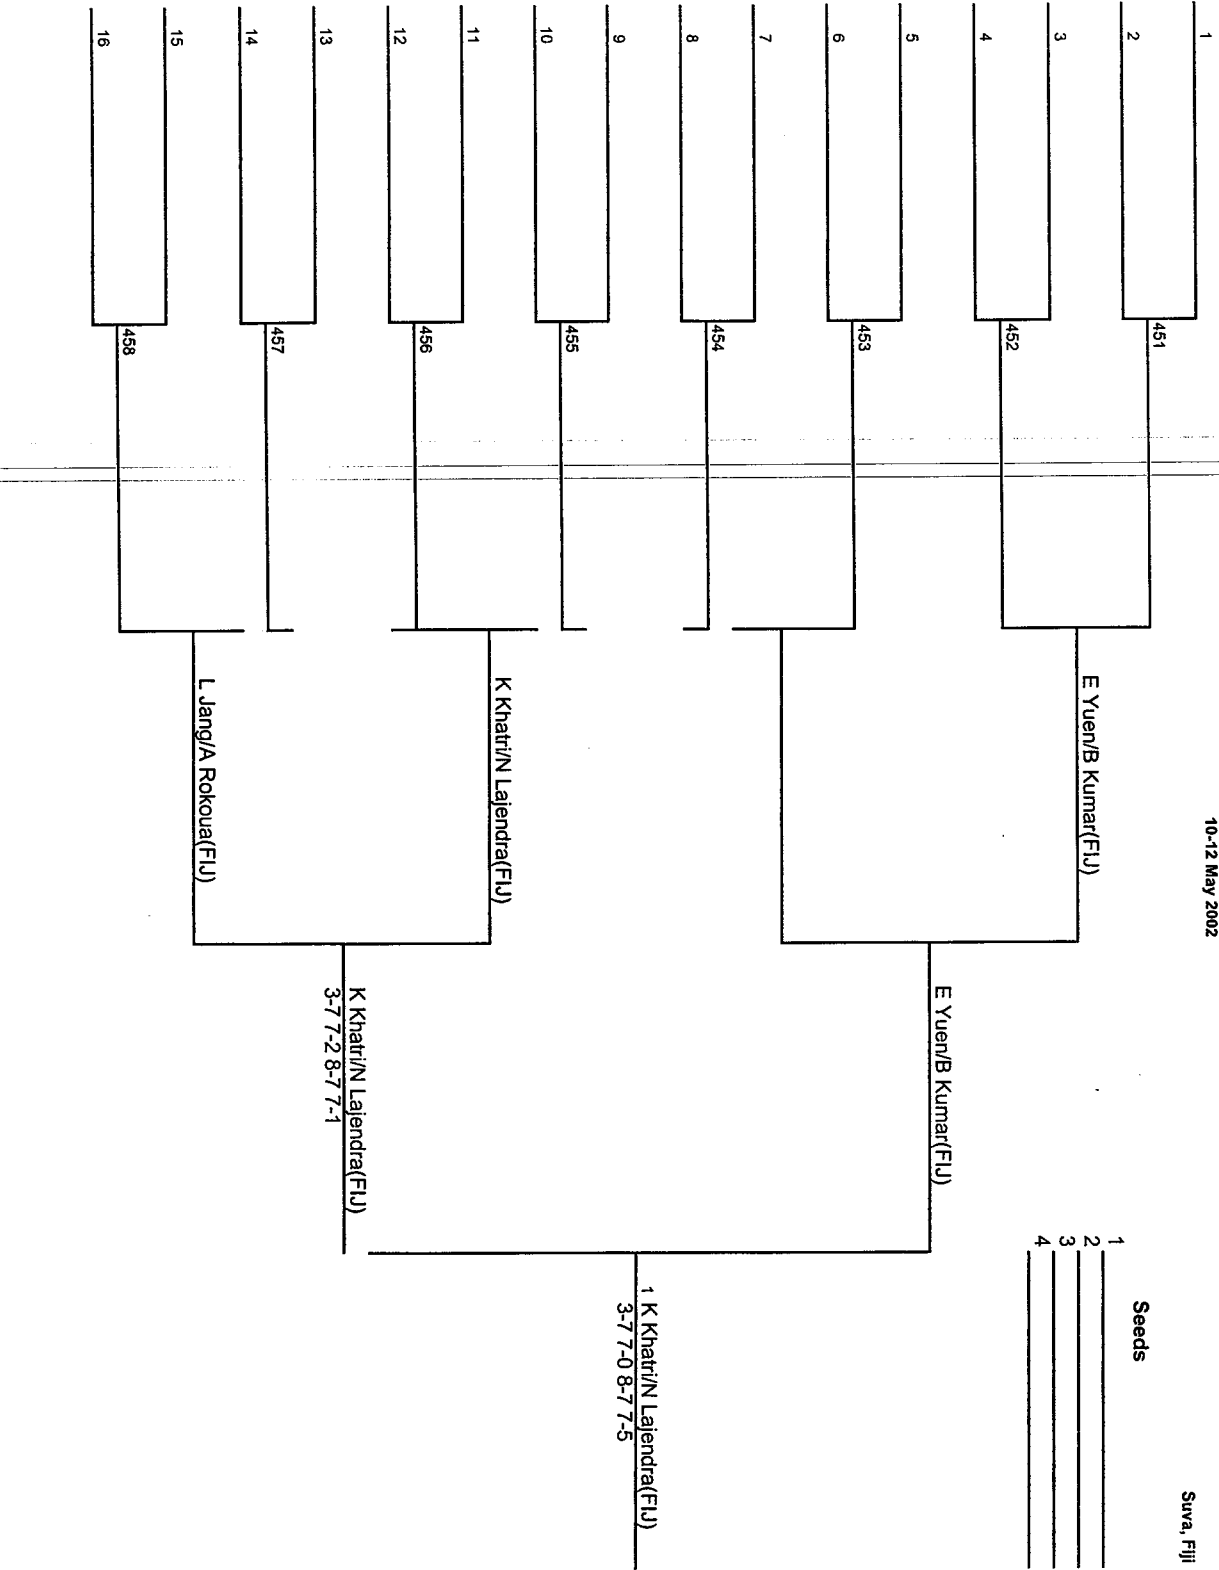 Suva, Fiji
10-12 May 2002
Seeds
1
2
3
4
1
2
3
4
5
6
7
8
9
10
11
12
13
14
15
16
451
452
453
454
455
456
457
458
E Yuen/B Kumar(FIJ)
K Khatri/N Lajendra(FIJ)
L Jang/A Rokoua(FIJ)
E Yuen/B Kumar(FIJ)
K Khatri/N Lajendra(FIJ)
3-7 7-2 8-7 7-1
1 K Khatri/N Lajendra(FIJ)
3-7 7-0 8-7 7-5